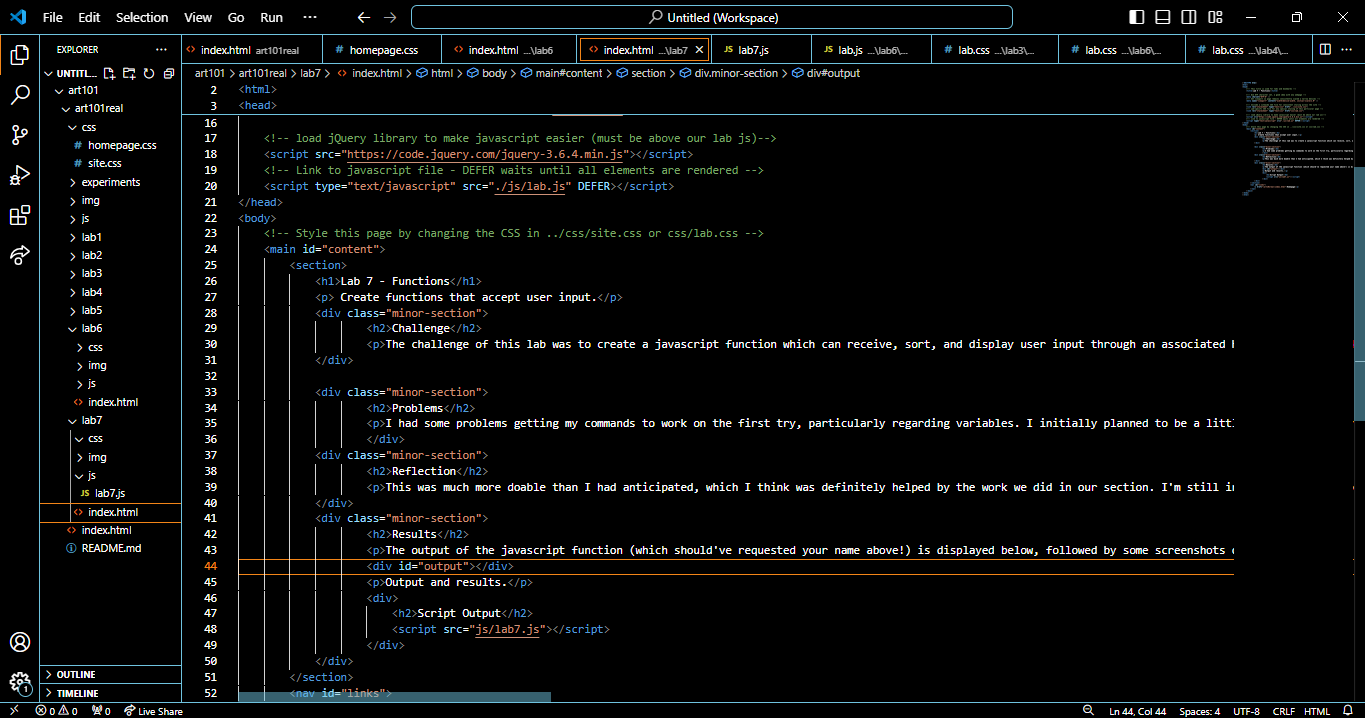 File Edit Selection View Go Run ··· Untitled (Workspace)
EXPLORER ···
index.html art101real # homepage.css index.html ...\lab6 index.html ...\lab7 JS lab7.js JS lab.js ...\lab6\... # lab.css ...\lab3\... # lab.css ...\lab6\... # lab.css ...\lab4\...
UNTITL...
art101 > art101real > lab7 > index.html > html > body > main#content > section > div.minor-section > div#output
art101
art101real
css
# homepage.css
# site.css
experiments
img
js
lab1
lab2
lab3
lab4
lab5
lab6
css
img
js
index.html
lab7
css
img
js
JS lab7.js
index.html
index.html
README.md
OUTLINE
TIMELINE
2 <html>
3 <head>
16
17 <!-- load jQuery library to make javascript easier (must be above our lab js)-->
18 <script src="https://code.jquery.com/jquery-3.6.4.min.js"></script>
19 <!-- Link to javascript file - DEFER waits until all elements are rendered -->
20 <script type="text/javascript" src="./js/lab.js" DEFER></script>
21 </head>
22 <body>
23 <!-- Style this page by changing the CSS in ../css/site.css or css/lab.css -->
24 <main id="content">
25 <section>
26 <h1>Lab 7 - Functions</h1>
27 <p> Create functions that accept user input.</p>
28 <div class="minor-section">
29 <h2>Challenge</h2>
30 <p>The challenge of this lab was to create a javascript function which can receive, sort, and display user input through an associated
31 </div>
32
33 <div class="minor-section">
34 <h2>Problems</h2>
35 <p>I had some problems getting my commands to work on the first try, particularly regarding variables. I initially planned to be a litt
36 </div>
37 <div class="minor-section">
38 <h2>Reflection</h2>
39 <p>This was much more doable than I had anticipated, which I think was definitely helped by the work we did in our section. I'm still i
40 </div>
41 <div class="minor-section">
42 <h2>Results</h2>
43 <p>The output of the javascript function (which should've requested your name above!) is displayed below, followed by some screenshots
44 <div id="output"></div>
45 <p>Output and results.</p>
46 <div>
47 <h2>Script Output</h2>
48 <script src="js/lab7.js"></script>
49 </div>
50 </div>
51 </section>
52 <nav id="links">
1
0 0 0 Live Share Ln 44, Col 44 Spaces: 4 UTF-8 CRLF HTML